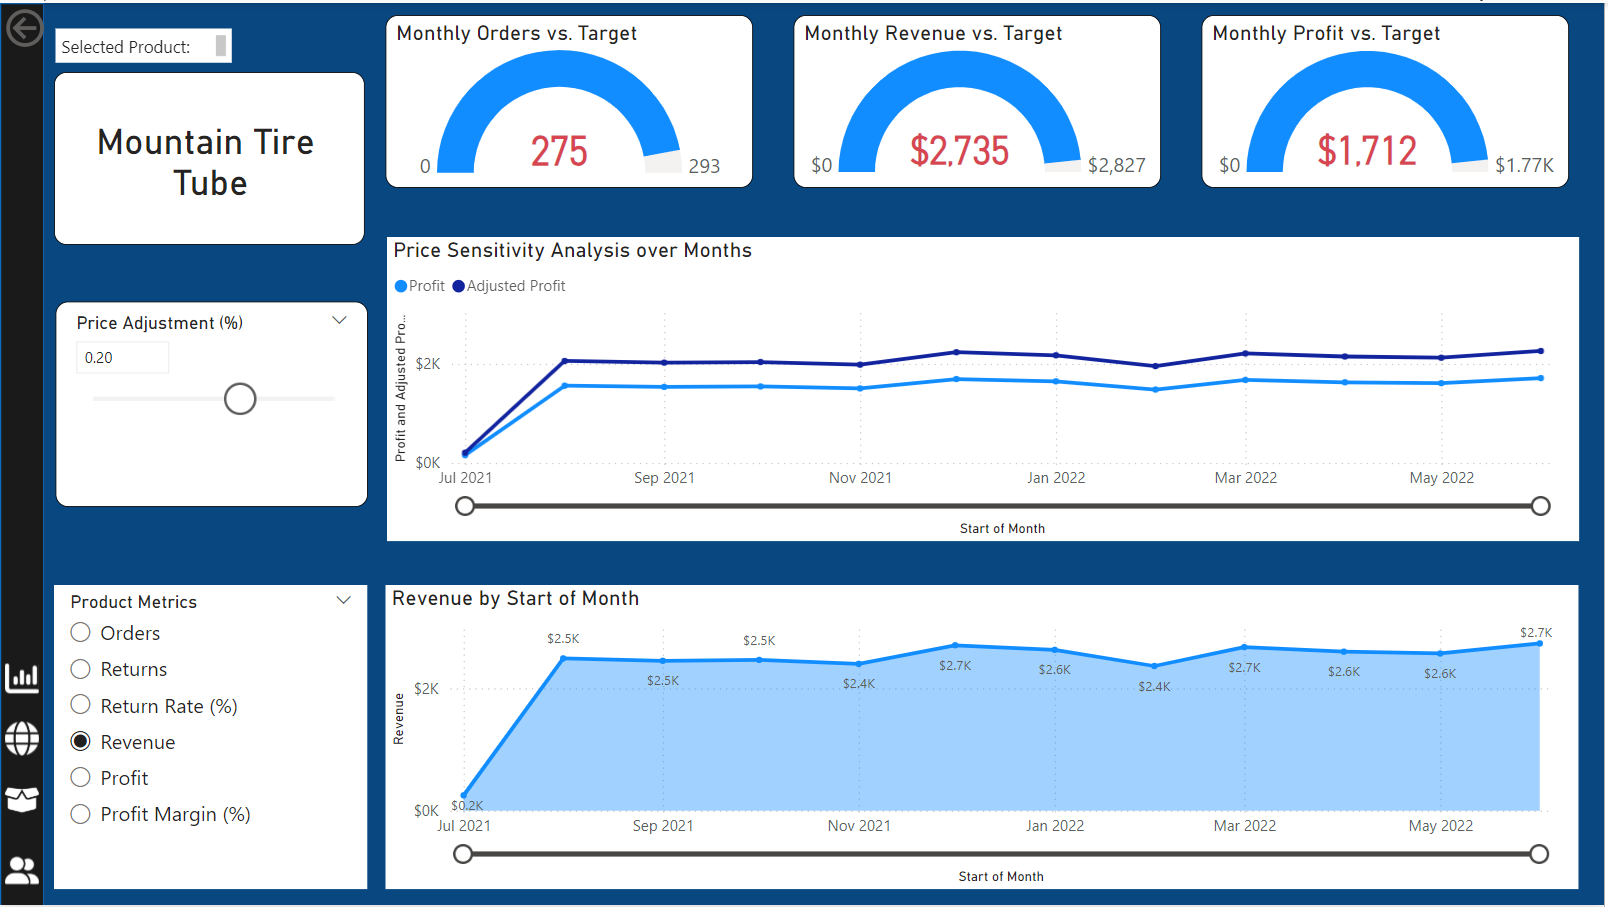 Selected Product:
Mountain Tire
Tube
Monthly Orders vs. Target
275
0
293
Monthly Revenue vs. Target
$2,735
$0
$2,827
Monthly Profit vs. Target
$1,712
$0
$1.77K
Price Adjustment (%)
0.20
Price Sensitivity Analysis over Months
Profit
Adjusted Profit
Profit and Adjusted Pro...
$2K
$0K
Jul 2021
Sep 2021
Nov 2021
Jan 2022
Mar 2022
May 2022
Start of Month
Product Metrics
Orders
Returns
Return Rate (%)
Revenue
Profit
Profit Margin (%)
Revenue by Start of Month
Revenue
$2K
$0K
$0.2K
$2.5K
$2.5K
$2.5K
$2.4K
$2.7K
$2.6K
$2.4K
$2.7K
$2.6K
$2.6K
$2.7K
Jul 2021
Sep 2021
Nov 2021
Jan 2022
Mar 2022
May 2022
Start of Month